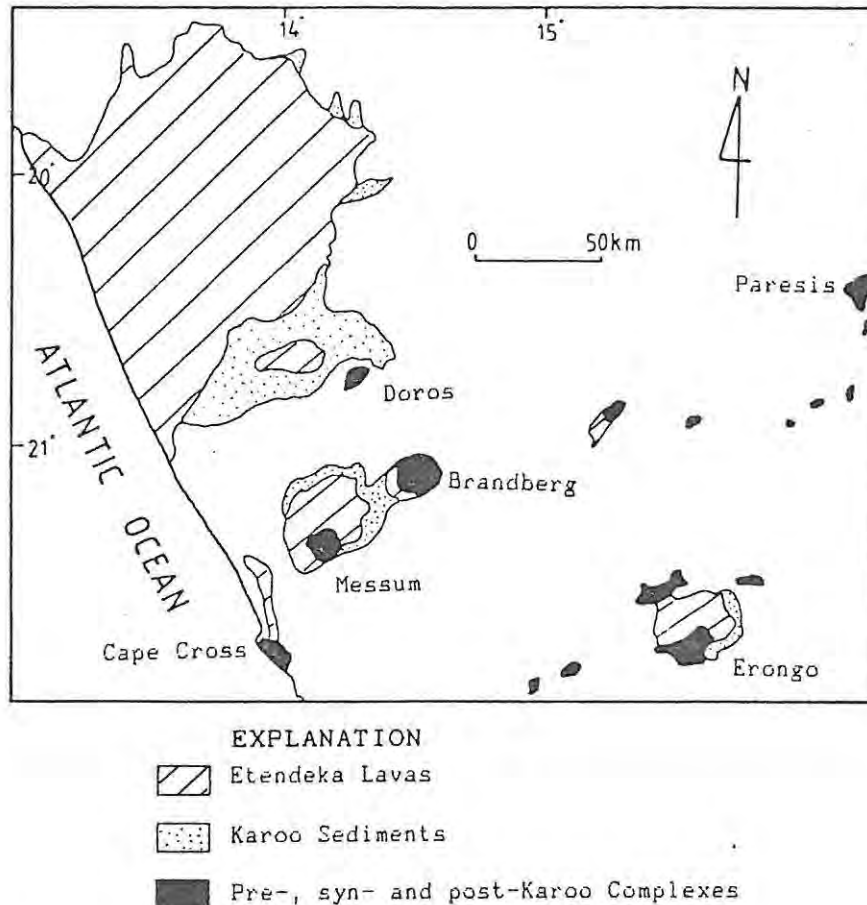 14°
15°
N
20°
0 50km
Paresis
Doros
ATLANTIC OCEAN
21°
Brandberg
Messum
Cape Cross
Erongo
EXPLANATION
Etendeka Lavas
Karoo Sediments
Pre-, syn- and post-Karoo Complexes